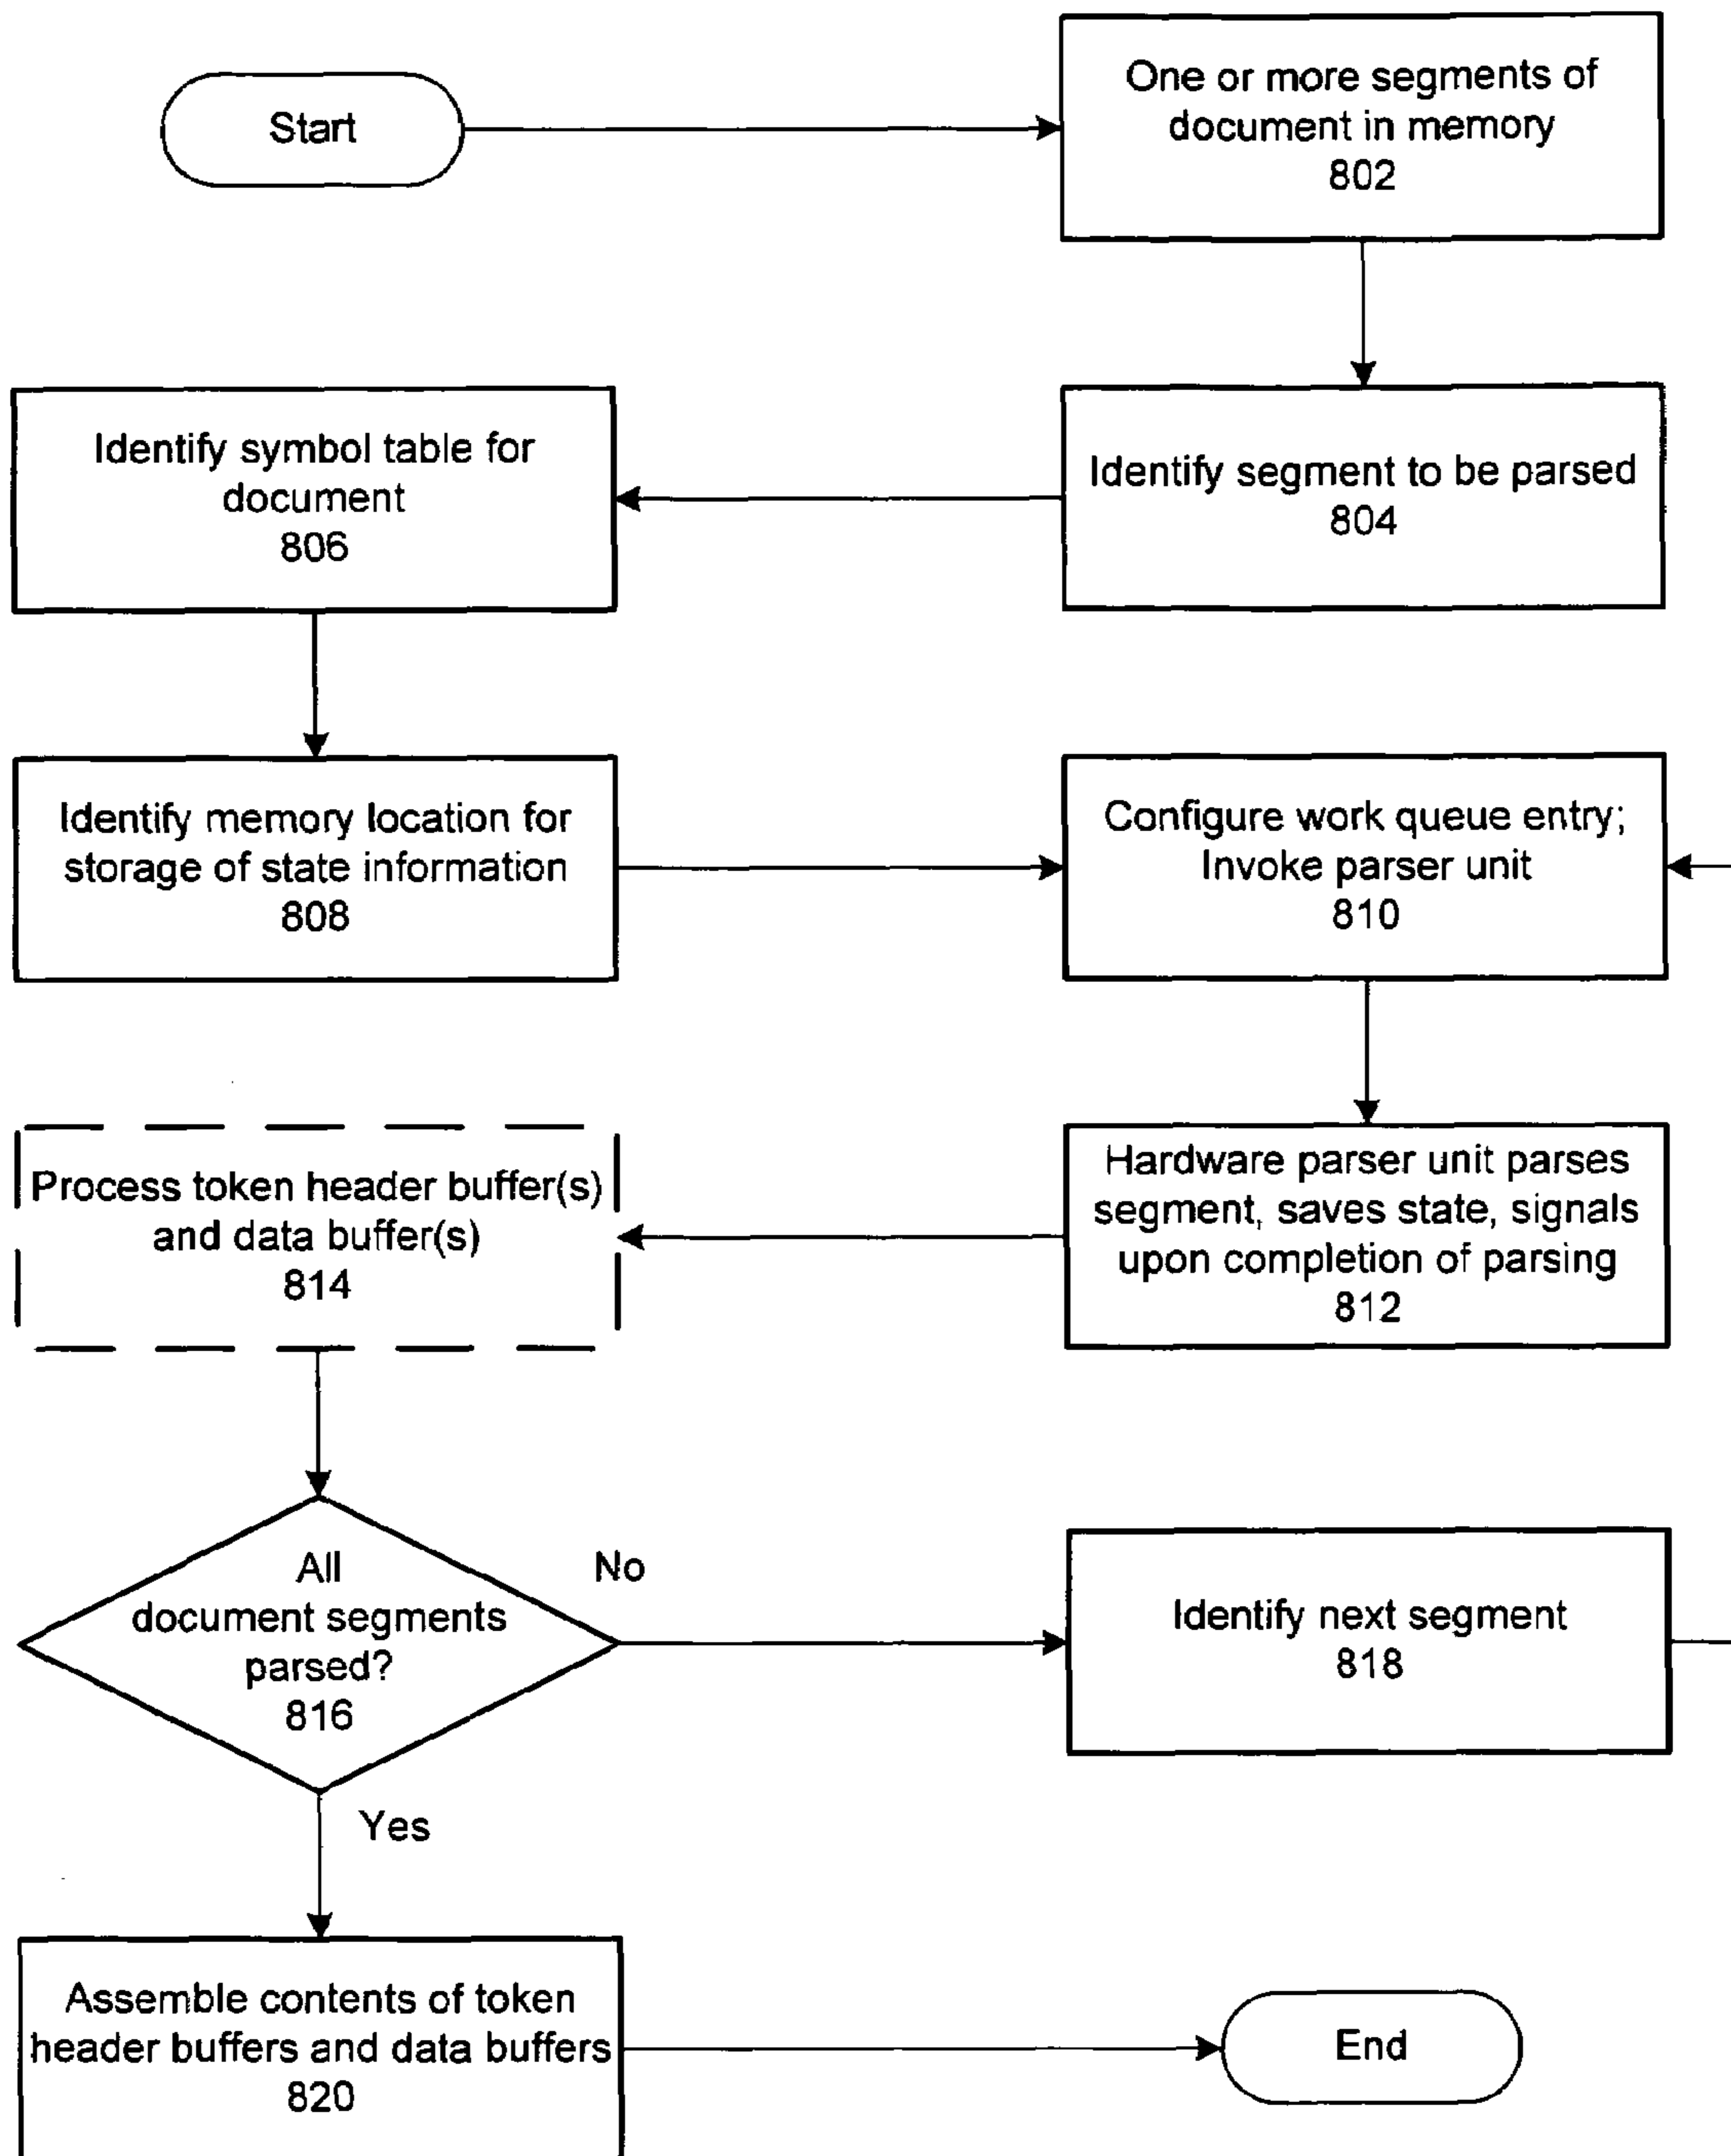 Start
One or more segments of
document in memory
802
Identify segment to be parsed
804
Identify symbol table for
document
806
Identify memory location for
storage of state information
808
Configure work queue entry;
Invoke parser unit
810
Hardware parser unit parses
segment, saves state, signals
upon completion of parsing
812
Process token header buffer(s)
and data buffer(s)
814
All
document segments
parsed?
816
No
Identify next segment
818
Yes
Assemble contents of token
header buffers and data buffers
820
End